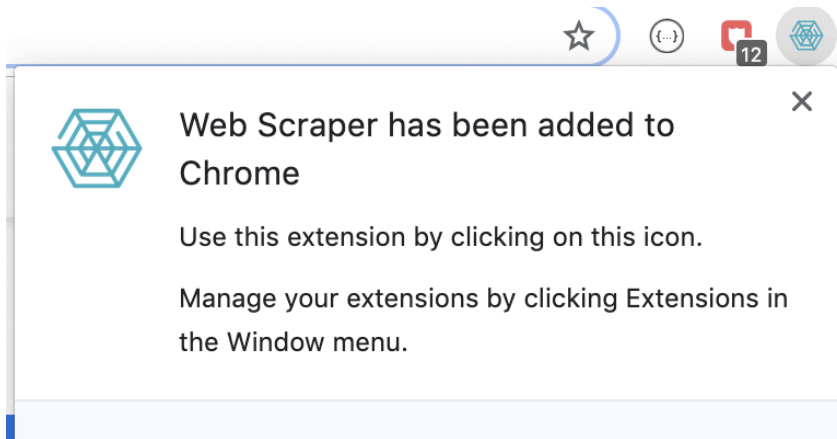 {...}
12
Web Scraper has been added to
Chrome
Use this extension by clicking on this icon.
Manage your extensions by clicking Extensions in
the Window menu.